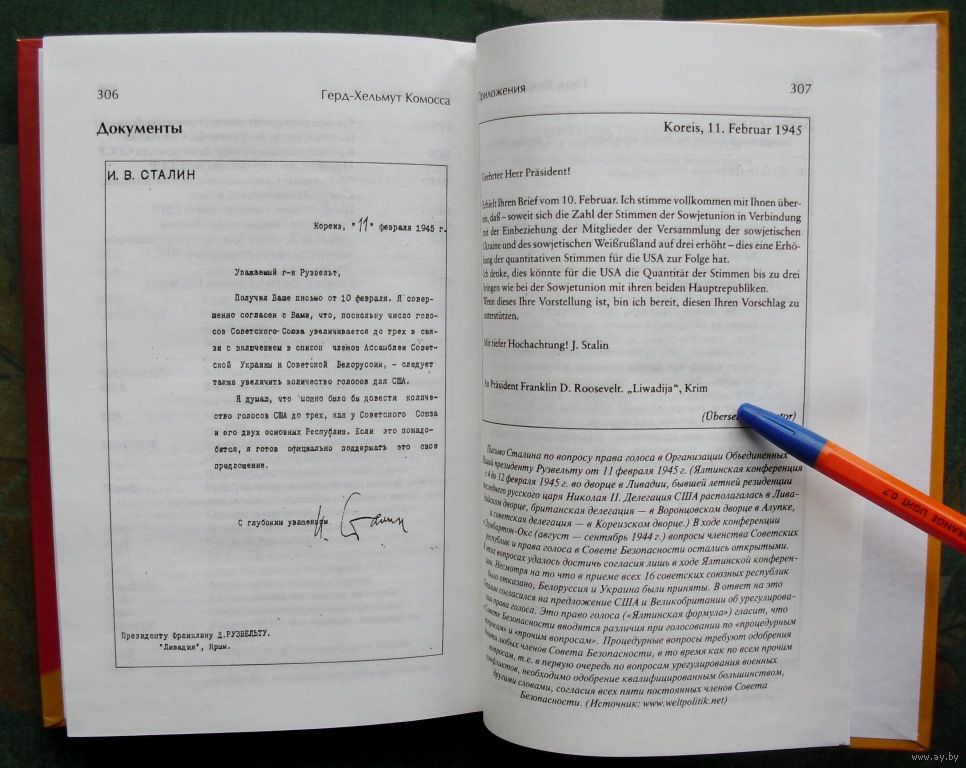 306
Герд-Хельмут Комосса
Документы
И. В. СТАЛИН
Кореиз, "11" февраля 1945 г.
Уважаемый г-н Рузвельт,
Получил Ваше письмо от 10 февраля. Я совер-
шенно согласен с Вами, что, поскольку число голо-
сов Советского Союза увеличивается до трех в свя-
зи с включением в список членов Ассамблеи Совет-
ской Украины и Советской Белоруссии, - следует
также увеличить количество голосов для США.
Я думаю, что можно было бы довести количе-
ство голосов США до трех, как у Советского Союза
и его двух основных Республик. Если это понадо-
бится, я готов официально поддержать это свое
предложение.
С глубоким уважением
И. Сталин
Президенту Франклину Д.РУЗВЕЛЬТУ.
"Ливадия", Крым.
Приложения
307
Koreis, 11. Februar 1945
Geehrter Herr Präsident!
Erhielt Ihren Brief vom 10. Februar. Ich stimme vollkommen mit Ihnen über-
ein, daß – soweit sich die Zahl der Stimmen der Sowjetunion in Verbindung
mit der Einbeziehung der Mitglieder der Versammlung der sowjetischen
Ukraine und des sowjetischen Weißrußland auf drei erhöht – dies eine Erhö-
hung der quantitativen Stimmen für die USA zur Folge hat.
Ich denke, dies könnte für die USA die Quantität der Stimmen bis zu drei
bringen wie bei der Sowjetunion mit ihren beiden Hauptrepubliken.
Wenn dieses Ihre Vorstellung ist, bin ich bereit, diesen Ihren Vorschlag zu
unterstützen.
Mit tiefer Hochachtung! J. Stalin
An Präsident Franklin D. Roosevelt. „Liwadija“, Krim
Письмо Сталина по вопросу права голоса в Организации Объединенных
Наций президенту Рузвельту от 11 февраля 1945 г. (Ялтинская конференция
с 4 до 12 февраля 1945 г. во дворце в Ливадии, бывшей летней резиденции
последнего русского царя Николая II. Делегация США располагалась в Лива-
дийском дворце, британская делегация — в Воронцовском дворце в Алупке,
а советская делегация — в Кореизском дворце.) В ходе конференции
в Думбартон-Окс (август — сентябрь 1944 г.) вопросы членства Советских
республик и права голоса в Совете Безопасности остались открытыми.
В этих вопросах удалось достичь согласия лишь в ходе Ялтинской конферен-
ции. Несмотря на то что в приеме всех 16 советских союзных республик
было отказано, Белоруссия и Украина были приняты. В ответ на это
Сталин согласился на предложение США и Великобритании об урегулирова-
нии права голоса. Это право голоса («Ялтинская формула») гласит, что
в Совете Безопасности вводятся различия при голосовании по «процедурным
вопросам» и «прочим вопросам». Процедурные вопросы требуют одобрения
любых членов Совета Безопасности, в то время как по всем прочим
вопросам, т.е. в первую очередь по вопросам урегулирования военных
конфликтов, необходимо одобрение квалифицированным большинством,
другими словами, согласия всех пяти постоянных членов Совета
Безопасности. (Источник: www.weltpolitik.net)
ORANGE LIGHT 0,7
www.ay.by